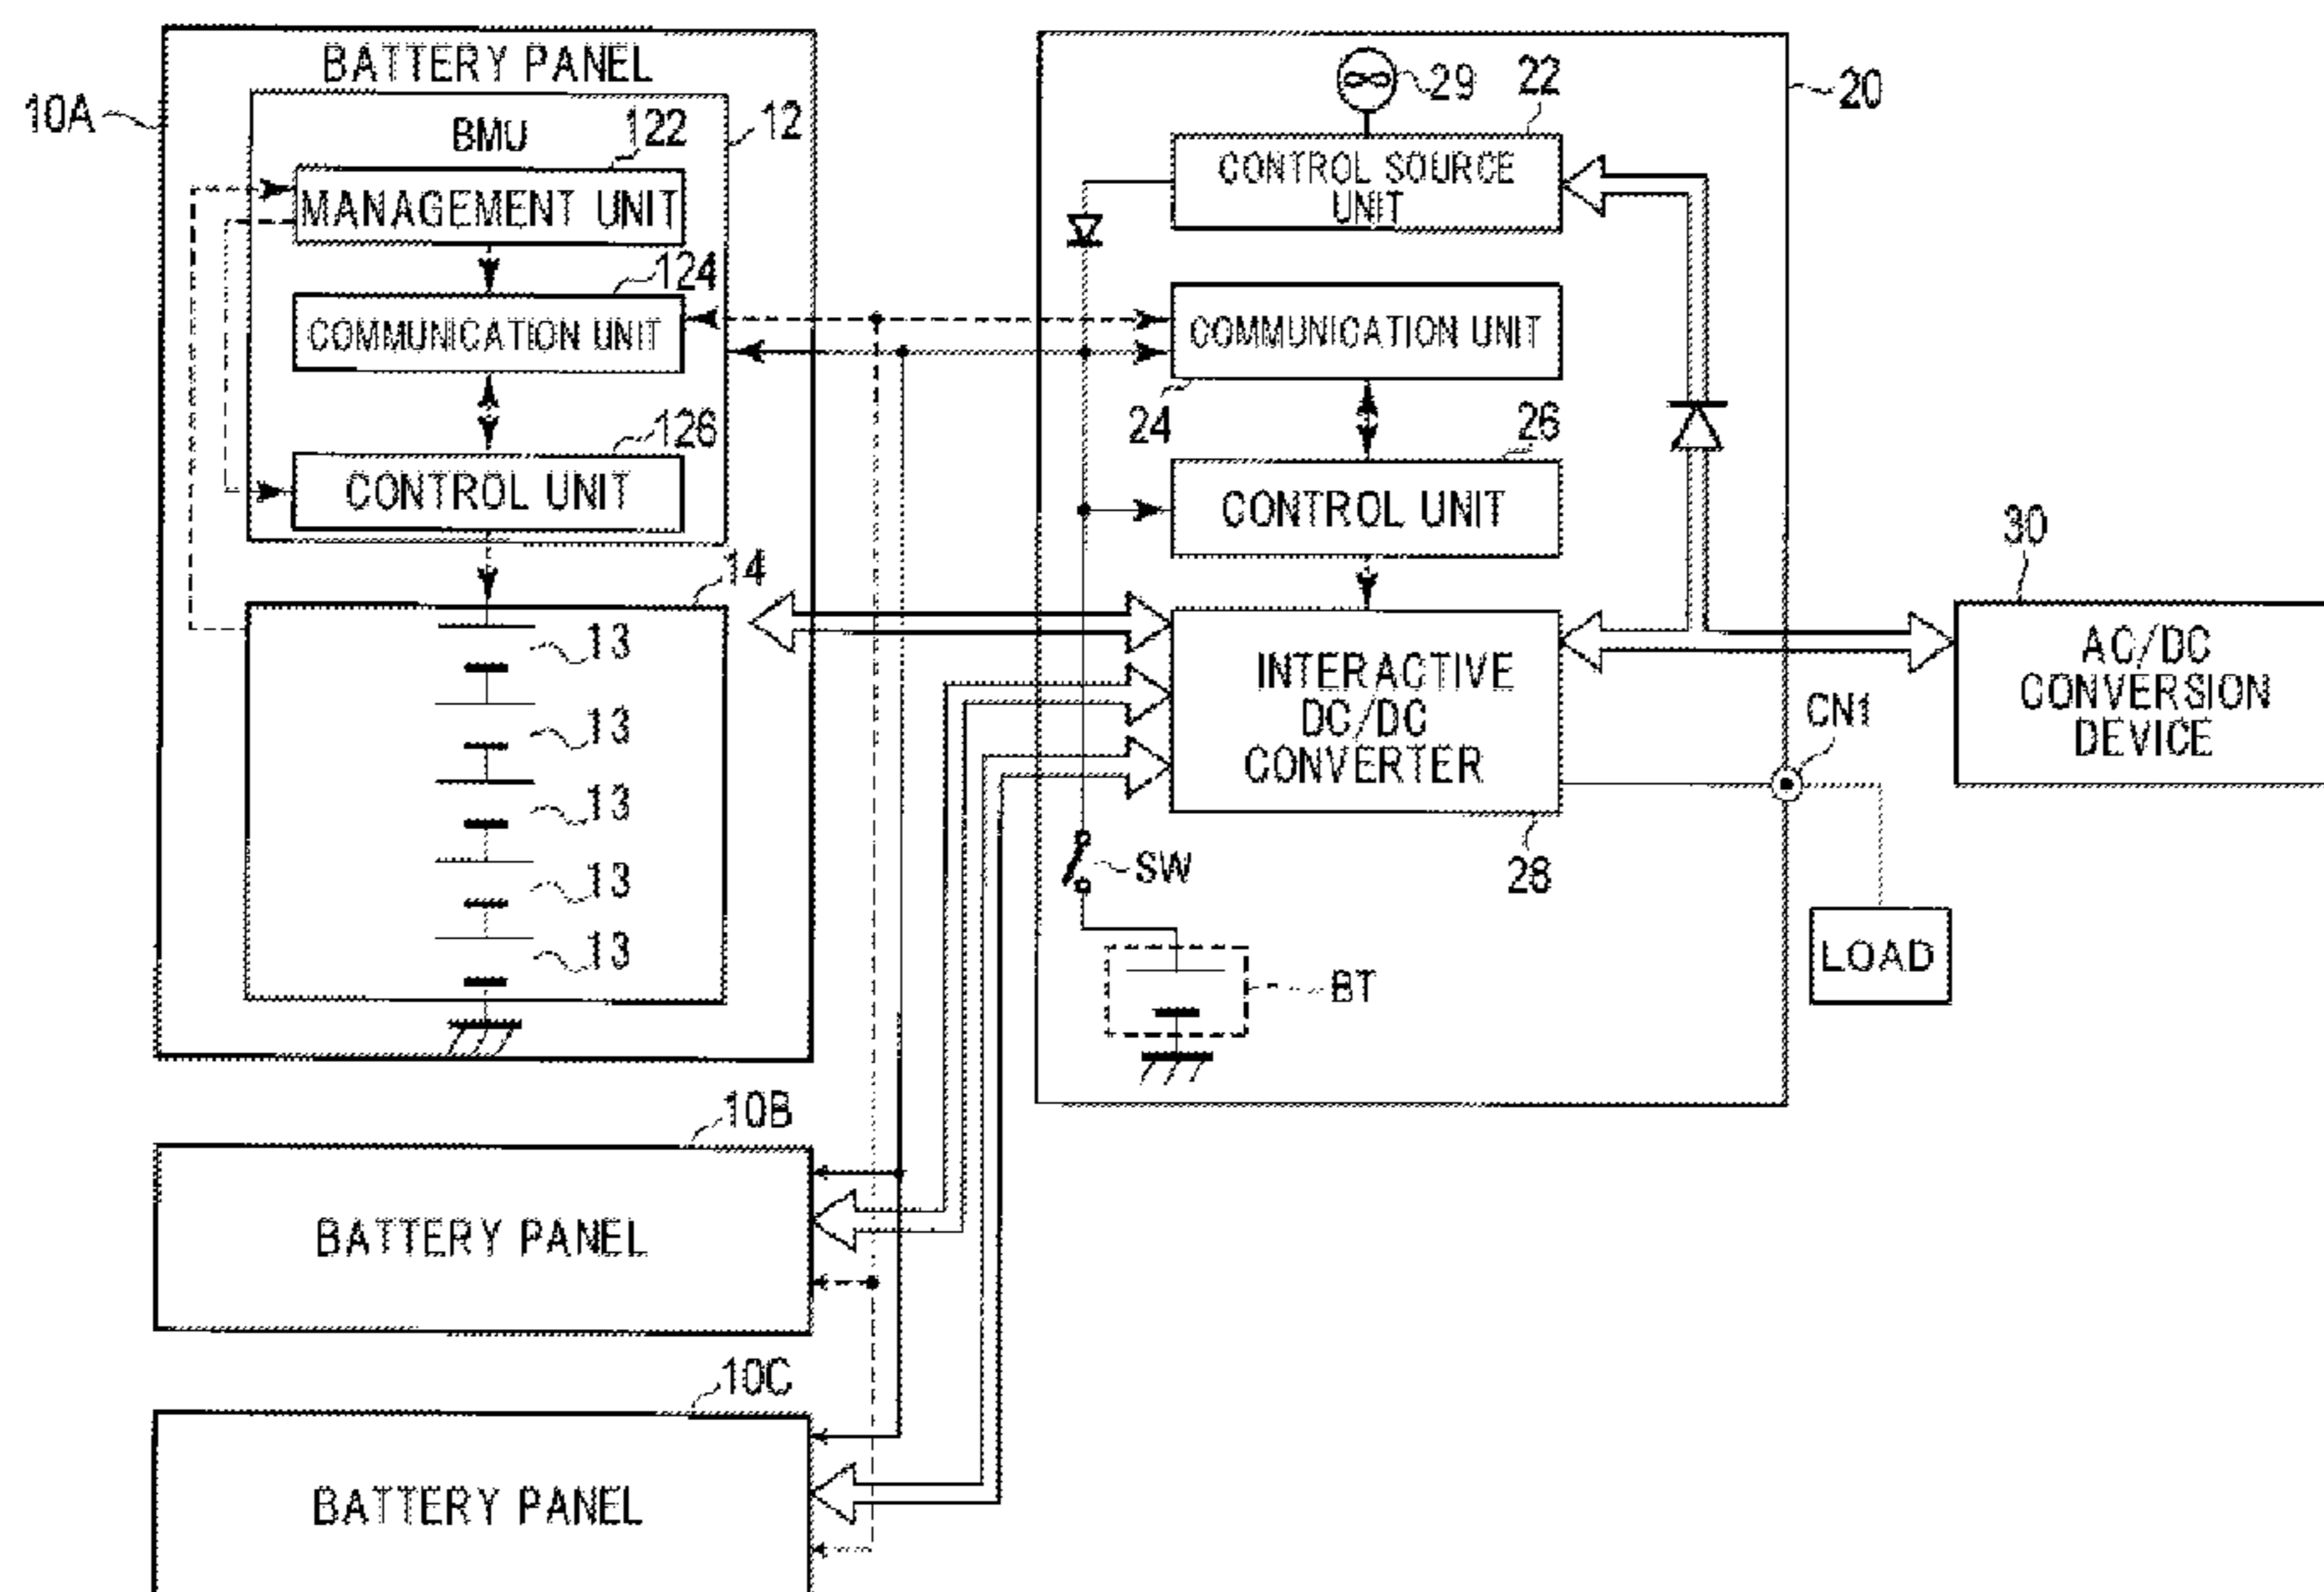 BATTERY PANEL
10A
BMU
122
12
MANAGEMENT UNIT
124
COMMUNICATION UNIT
126
CONTROL UNIT
14
13
13
13
13
13
10B
BATTERY PANEL
10C
BATTERY PANEL
29
22
20
CONTROL SOURCE
UNIT
COMMUNICATION UNIT
24
26
CONTROL UNIT
INTERACTIVE
DC/DC
CONVERTER
28
SW
BT
30
AC/DC
CONVERSION
DEVICE
CN1
LOAD